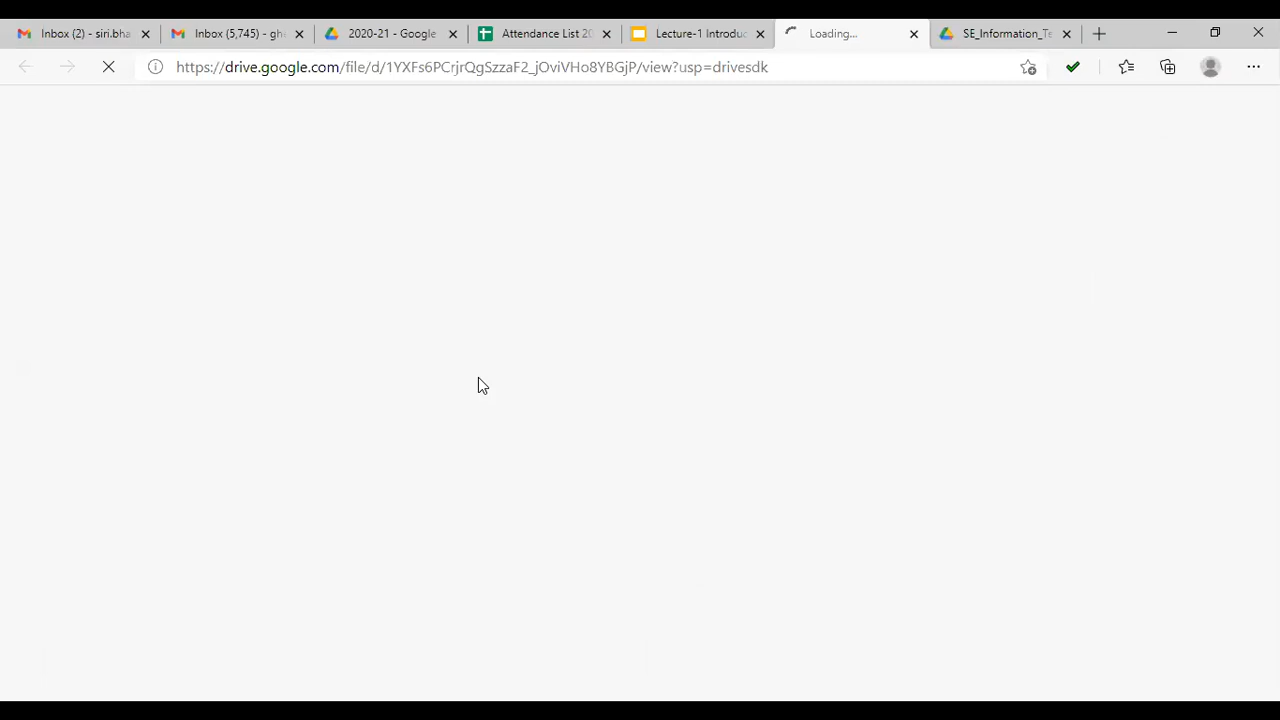 Inbox (2) - siri.bha
Inbox (5,745) - ghe
2020-21 - Google
Attendance List 20
Lecture-1 Introduc
Loading...
SE_Information_Te
https://drive.google.com/file/d/1YXFs6PCrjrQgSzzaF2_jOviVHo8YBGjP/view?usp=drivesdk